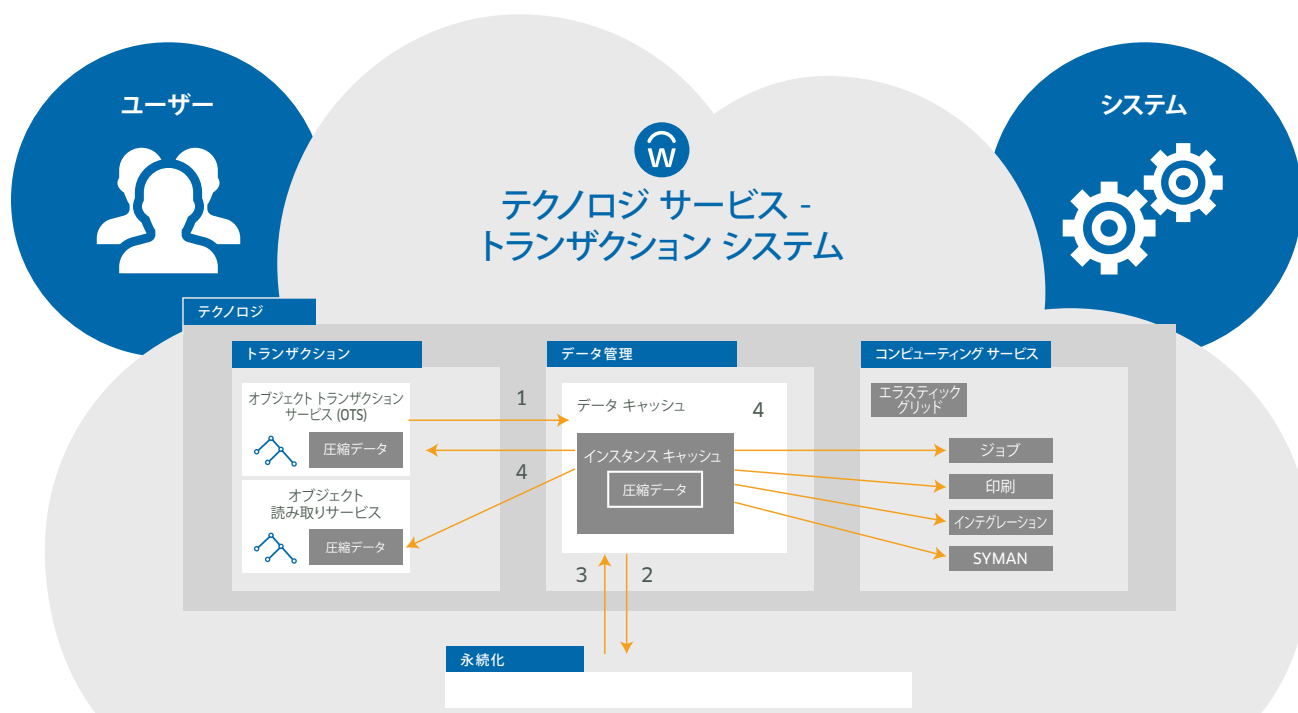 ユーザー
システム
w
テクノロジ サービス -
トランザクション システム
テクノロジ
トランザクション
オブジェクト トランザクション
サービス (OTS)
圧縮データ
オブジェクト
読み取りサービス
圧縮データ
1
4
データ管理
データ キャッシュ
4
インスタンス キャッシュ
圧縮データ
3
2
コンピューティング サービス
エラスティック
グリッド
ジョブ
印刷
インテグレーション
SYMAN
永続化